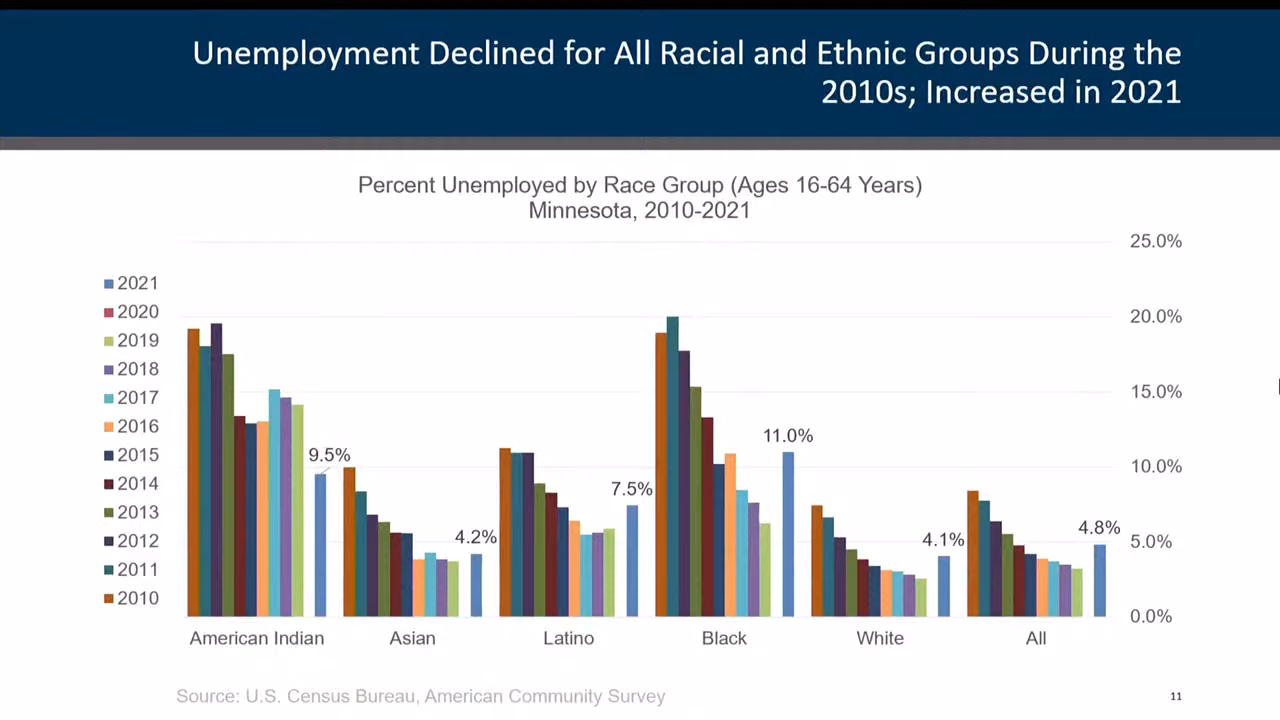 Unemployment Declined for All Racial and Ethnic Groups During the
2010s; Increased in 2021
Percent Unemployed by Race Group (Ages 16-64 Years)
Minnesota, 2010-2021
25.0%
20.0%
15.0%
10.0%
5.0%
0.0%
2021
2020
2019
2018
2017
2016
2015
2014
2013
2012
2011
2010
9.5%
4.2%
7.5%
11.0%
4.1%
4.8%
American Indian
Asian
Latino
Black
White
All
Source: U.S. Census Bureau, American Community Survey
11